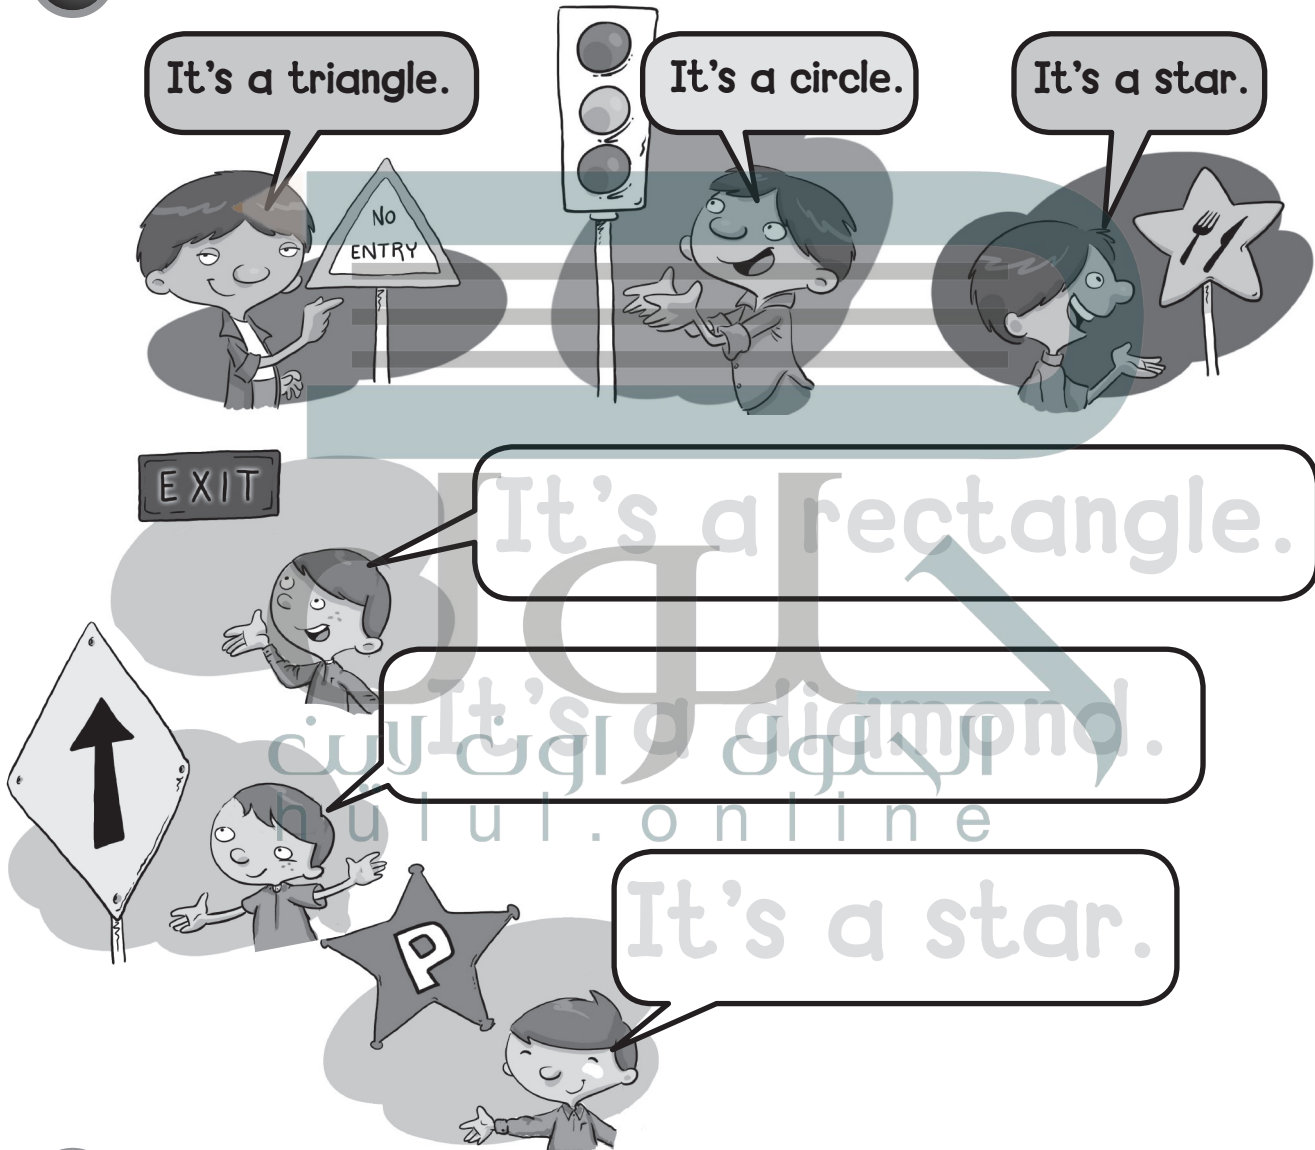 It's a triangle.
It's a circle.
It's a star.
NO
ENTRY
EXIT
It's a rectangle.
It's a diamond.
P
It's a star.
حلول
الحلول اون لاين
hulul.online